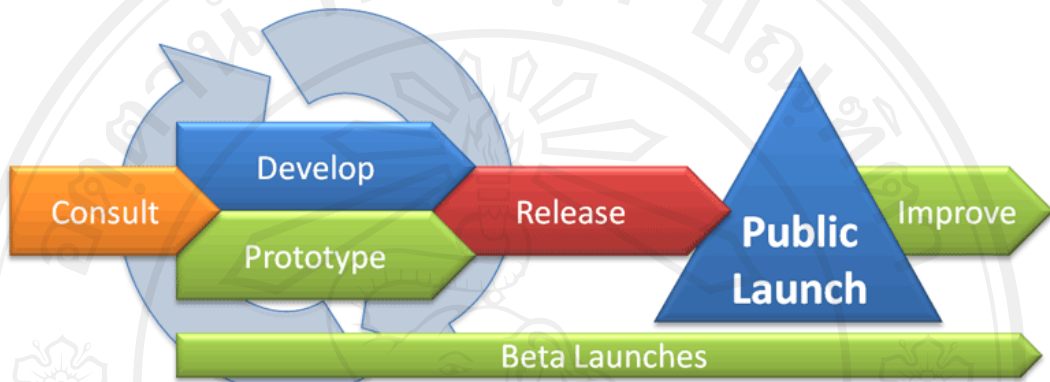 Develop
Consult
Release
Improve
Prototype
Public
Launch
Beta Launches